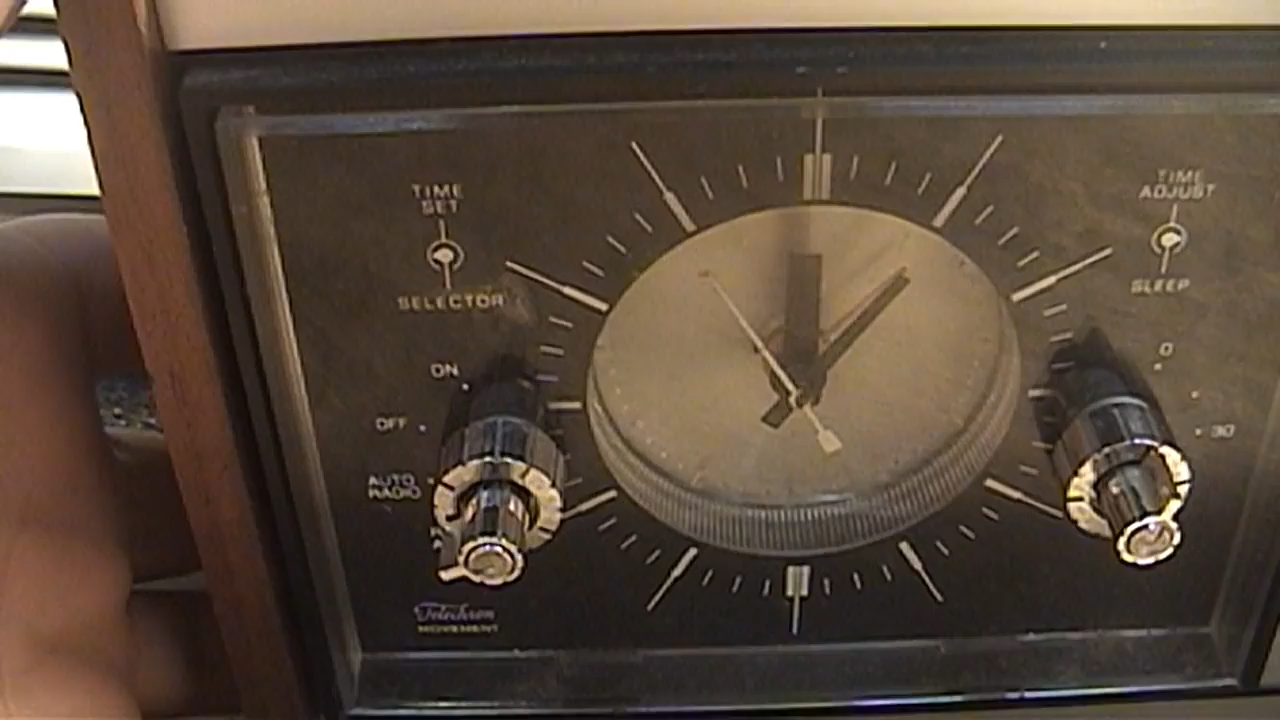 TIME
SET
SELECTOR
ON
OFF
AUTO
RADIO
Telechron
MOVEMENT
TIME
ADJUST
SLEEP
0
30